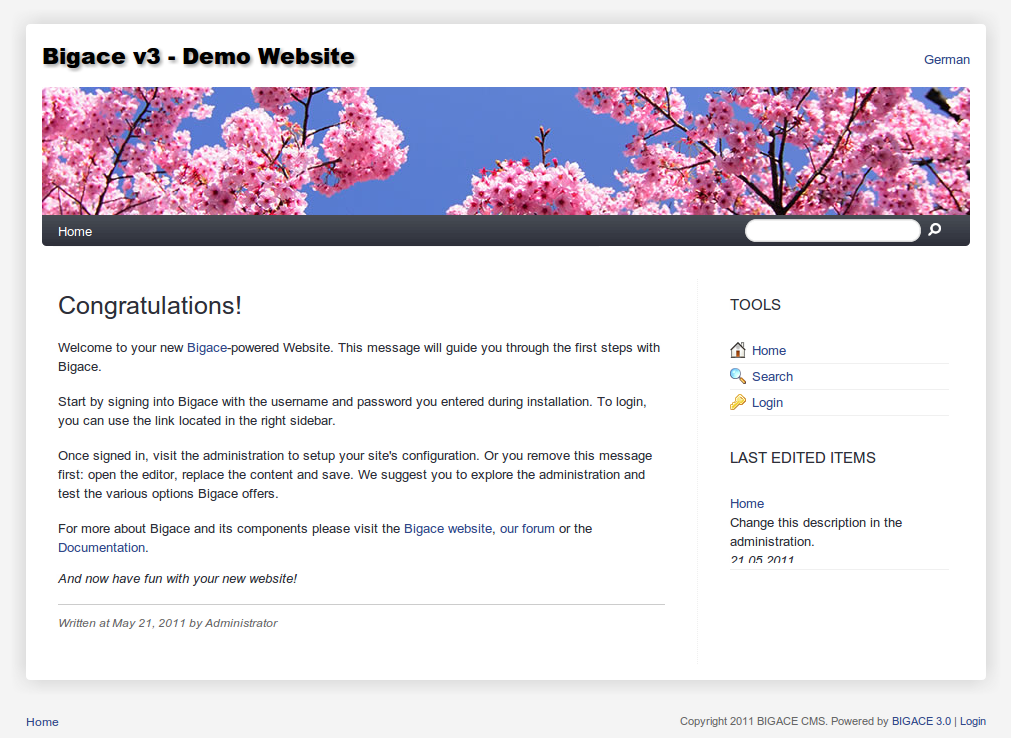 Bigace v3 - Demo Website
German
Home
Congratulations!
Welcome to your new Bigace-powered Website. This message will guide you through the first steps with
Bigace.
Start by signing into Bigace with the username and password you entered during installation. To login,
you can use the link located in the right sidebar.
Once signed in, visit the administration to setup your site's configuration. Or you remove this message
first: open the editor, replace the content and save. We suggest you to explore the administration and
test the various options Bigace offers.
For more about Bigace and its components please visit the Bigace website, our forum or the
Documentation.
And now have fun with your new website!
Written at May 21, 2011 by Administrator
TOOLS
Home
Search
Login
LAST EDITED ITEMS
Home
Change this description in the
administration.
21.05.2011
Home
Copyright 2011 BIGACE CMS. Powered by BIGACE 3.0 | Login